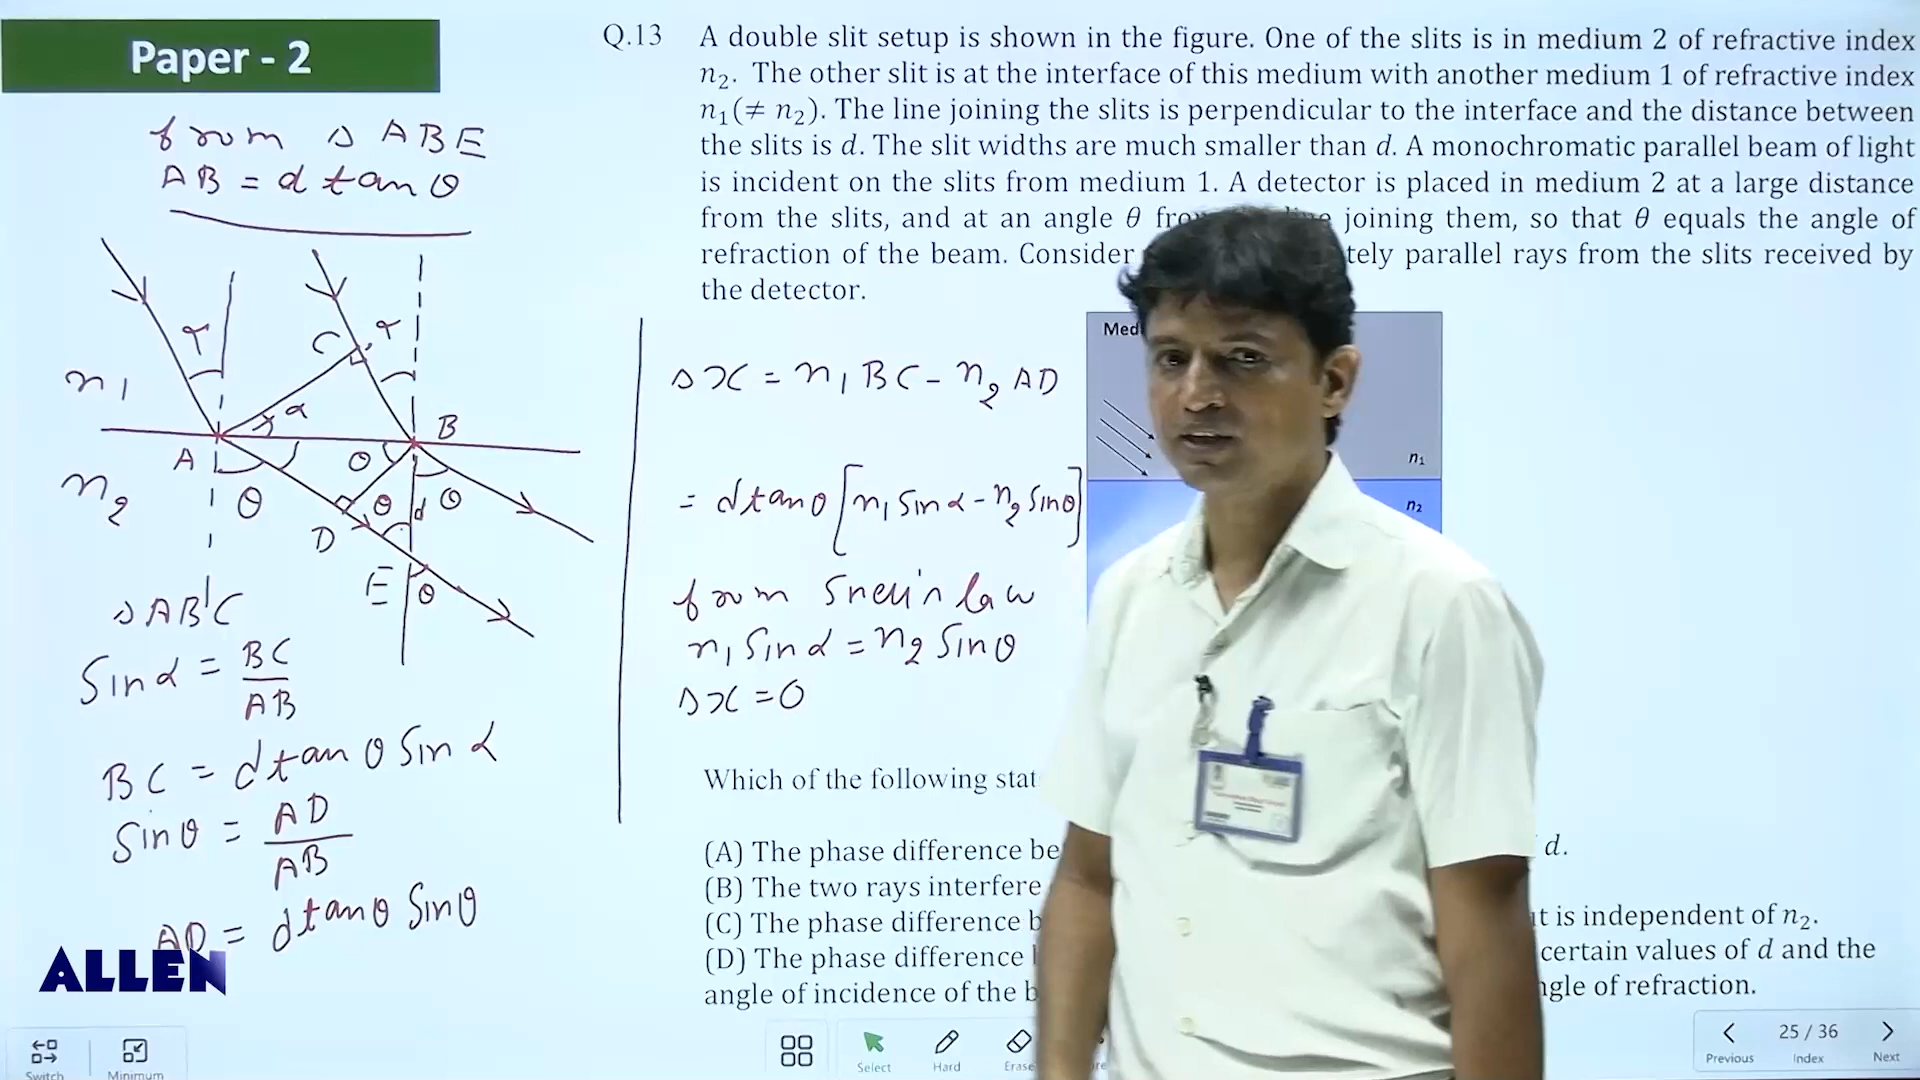 Paper - 2
from △ ABE
AB = d tan θ
r
C
r
n₁
α
B
A
θ
n₂
θ
θ
d
θ
D
E
θ
△ ABC
Sin α = BC / AB
BC = d tan θ Sin α
Sin θ = AD / AB
AD = d tan θ Sin θ
ALLEN
Q.13 A double slit setup is shown in the figure. One of the slits is in medium 2 of refractive index
n₂. The other slit is at the interface of this medium with another medium 1 of refractive index
n₁(≠ n₂). The line joining the slits is perpendicular to the interface and the distance between
the slits is d. The slit widths are much smaller than d. A monochromatic parallel beam of light
is incident on the slits from medium 1. A detector is placed in medium 2 at a large distance
from the slits, and at an angle θ joining them, so that θ equals the angle of
refraction of the beam. Consider parallel rays from the slits received by
the detector.
△x = n₁ BC - n₂ AD
= d tan θ [n₁ Sin α - n₂ Sin θ]
from Snell's law
n₁ Sin α = n₂ Sin θ
△x = 0
n₁
n₂
Which of the following
(A) The phase difference d.
(B) The two rays interfere
(C) The phase difference is independent of n₂.
(D) The phase difference certain values of d and the
angle of incidence of the of refraction.
Switch
Minimum
Select
Hard
Previous
25 / 36
Index
Next